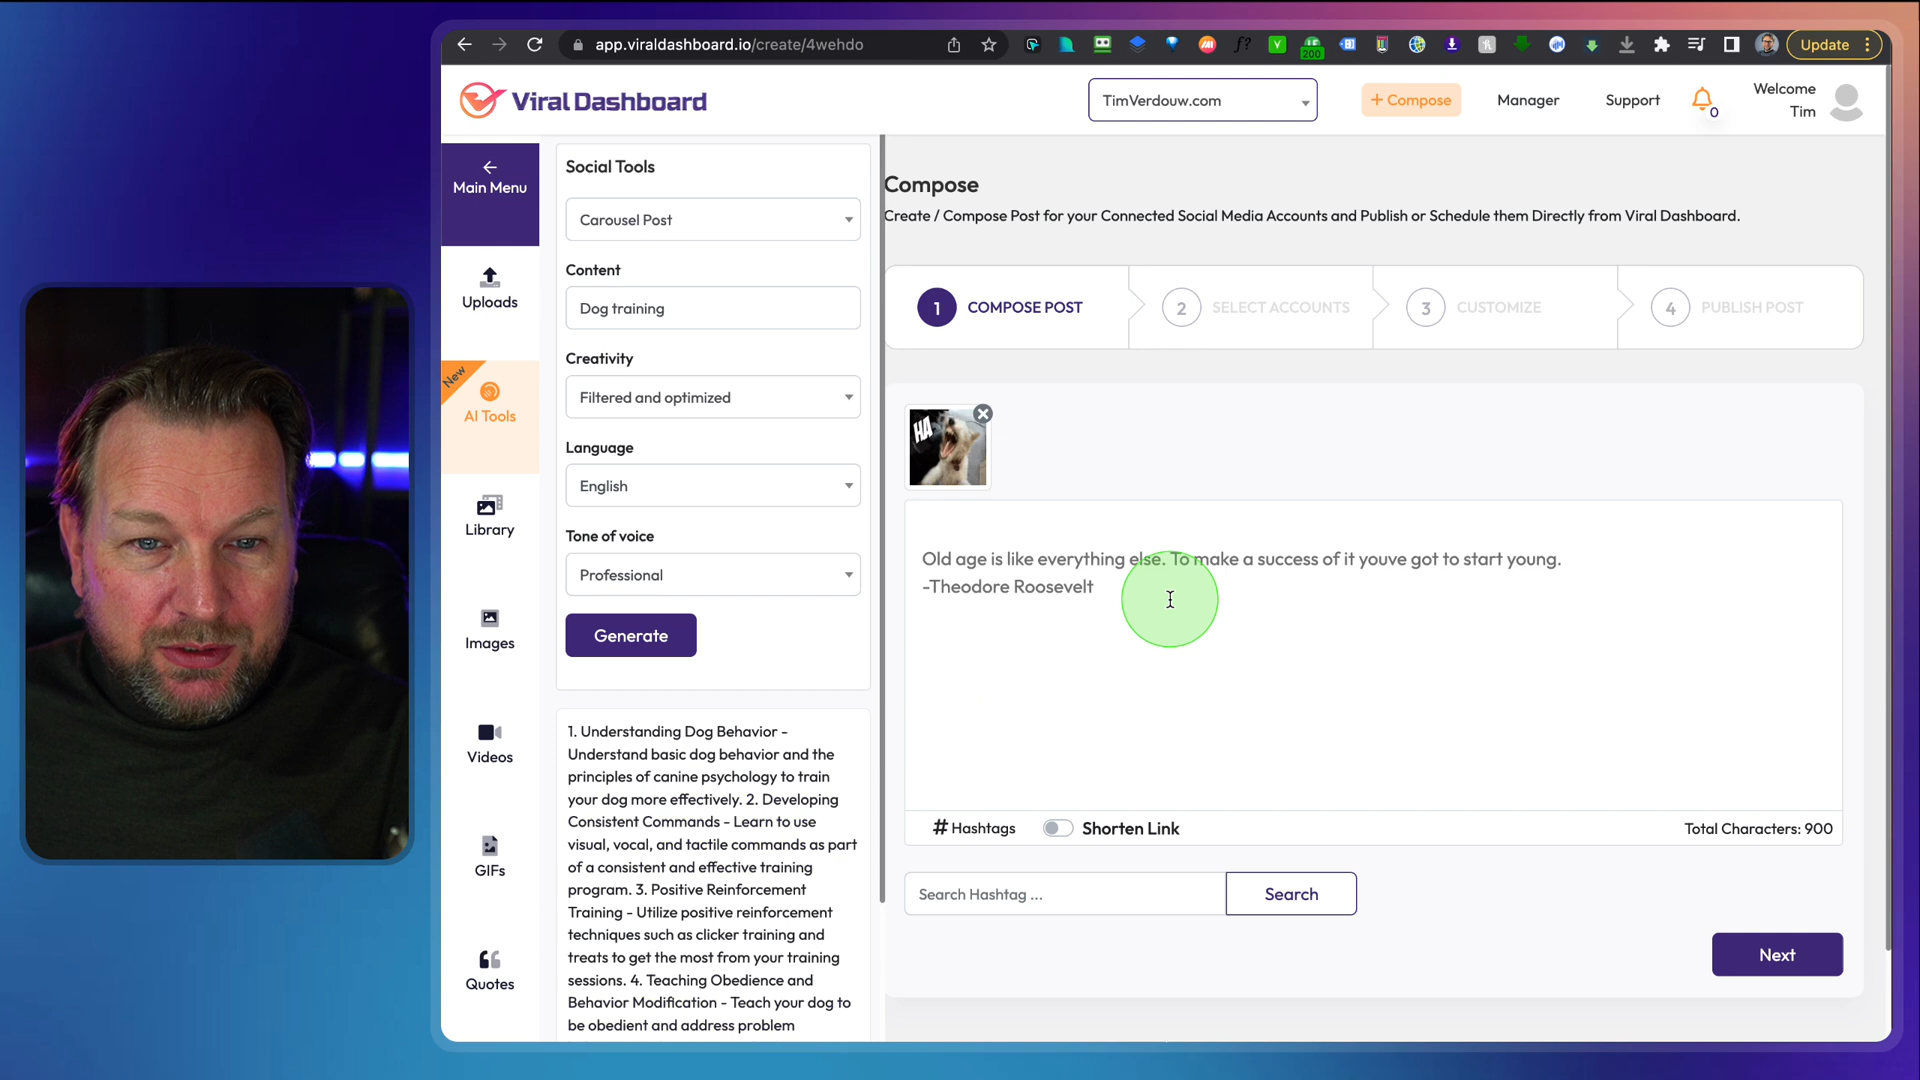 app.viraldashboard.io/create/4wehdo
200
Update
Viral Dashboard
TimVerdouw.com
+ Compose
Manager
Support
0
Welcome
Tim
Main Menu
Uploads
New
AI Tools
Library
Images
Videos
GIFs
Quotes
Social Tools
Carousel Post
Content
Dog training
Creativity
Filtered and optimized
Language
English
Tone of voice
Professional
Generate
1. Understanding Dog Behavior -
Understand basic dog behavior and the
principles of canine psychology to train
your dog more effectively. 2. Developing
Consistent Commands - Learn to use
visual, vocal, and tactile commands as part
of a consistent and effective training
program. 3. Positive Reinforcement
Training - Utilize positive reinforcement
techniques such as clicker training and
treats to get the most from your training
sessions. 4. Teaching Obedience and
Behavior Modification - Teach your dog to
be obedient and address problem
Compose
Create / Compose Post for your Connected Social Media Accounts and Publish or Schedule them Directly from Viral Dashboard.
1 COMPOSE POST
2 SELECT ACCOUNTS
3 CUSTOMIZE
4 PUBLISH POST
HA
Old age is like everything else. To make a success of it youve got to start young.
-Theodore Roosevelt
# Hashtags
Shorten Link
Total Characters: 900
Search Hashtag ...
Search
Next